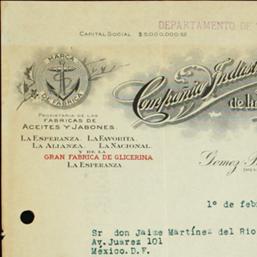 DEPARTAMENTO DE
CAPITAL SOCIAL $5.000.000.00
MARCA
DE FABRICA
Compañía Industrial
de la
PROPIETARIA DE LAS
FABRICAS DE
ACEITES Y JABONES.
LA ESPERANZA. LA FAVORITA.
LA ALIANZA. LA NACIONAL.
Y DE LA
GRAN FABRICA DE GLICERINA
LA ESPERANZA
Gomez
1º de feb
Sr don Jaime Martínez del Rio
Av. Juarez 101
México.D.F.